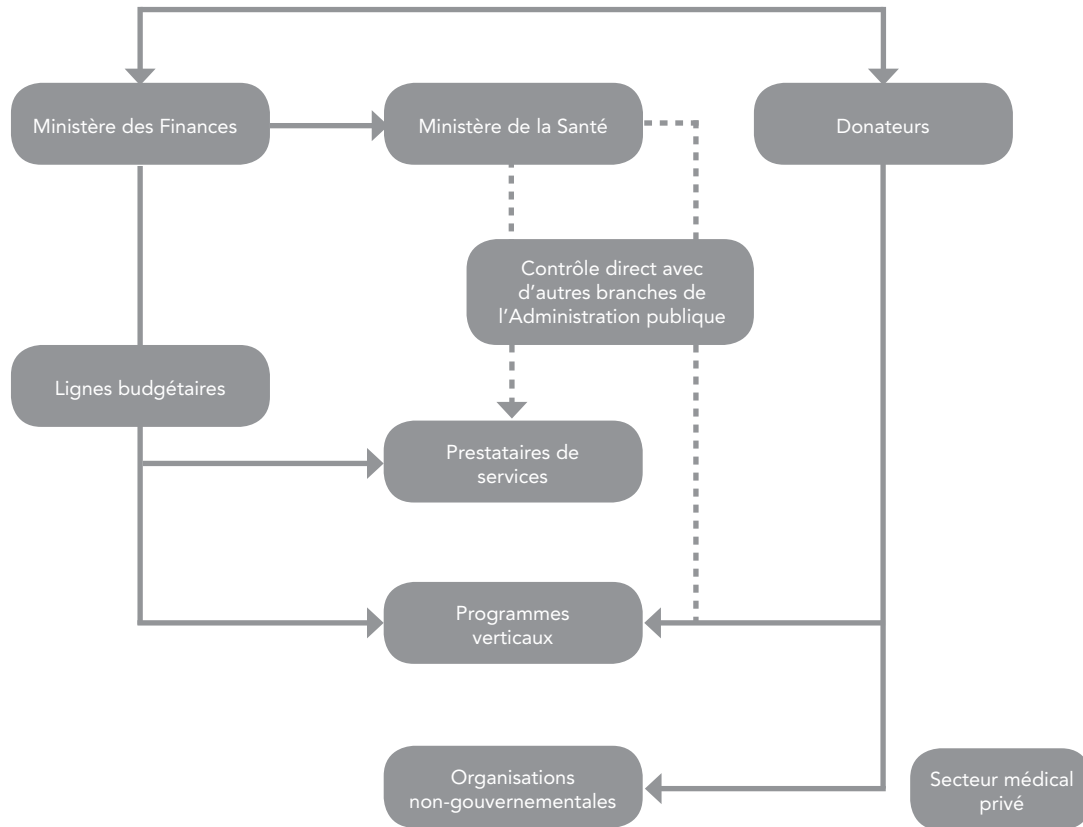 Ministère des Finances
Ministère de la Santé
Donateurs
Contrôle direct avec
d’autres branches de
l’Administration publique
Lignes budgétaires
Prestataires de
services
Programmes
verticaux
Organisations
non-gouvernementales
Secteur médical
privé